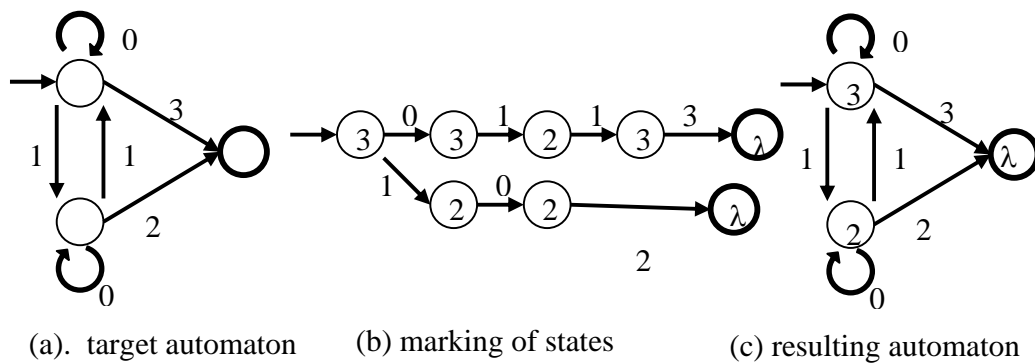 0
3
1
1
2
0
(a). target automaton
3 0 3 1 2 1 3 3 λ
1 2 0 2 2 λ
(b) marking of states
0
3
3
1
1
λ
2
2
0
(c) resulting automaton